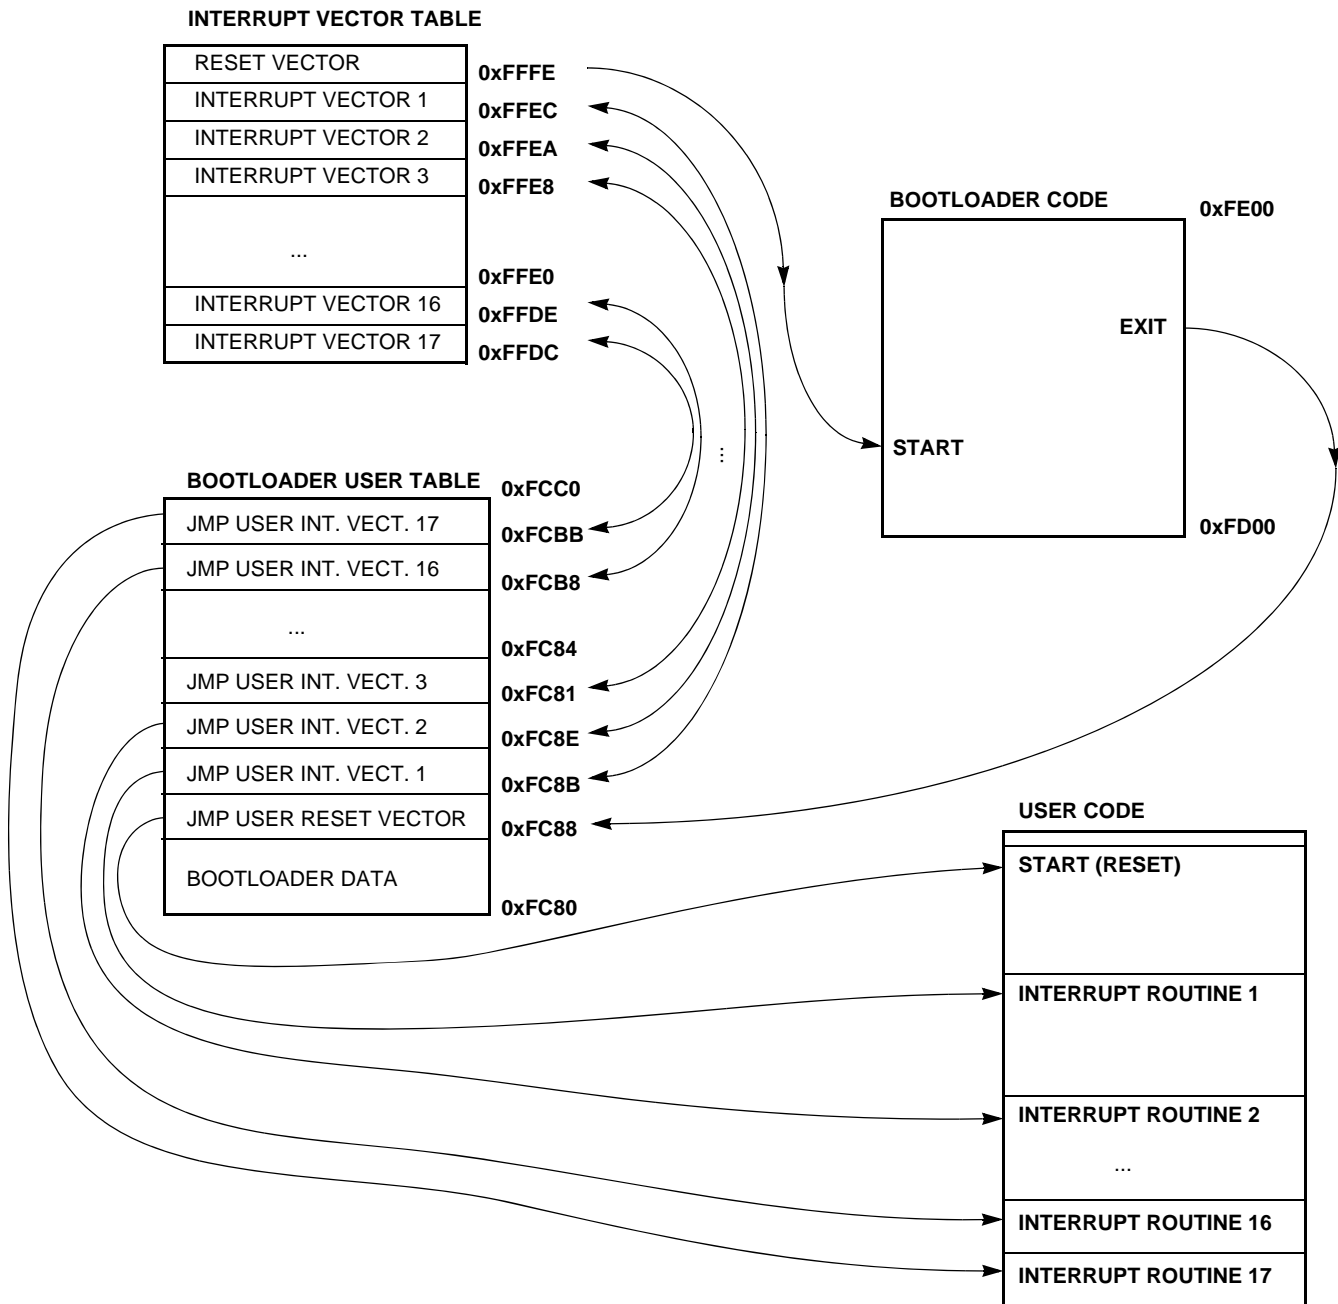 INTERRUPT VECTOR TABLE
RESET VECTOR 0xFFFE
INTERRUPT VECTOR 1 0xFFEC
INTERRUPT VECTOR 2 0xFFEA
INTERRUPT VECTOR 3 0xFFE8
...
0xFFE0
INTERRUPT VECTOR 16 0xFFDE
INTERRUPT VECTOR 17 0xFFDC
BOOTLOADER CODE 0xFE00
EXIT
START
0xFD00
...
BOOTLOADER USER TABLE 0xFCC0
JMP USER INT. VECT. 17 0xFCBB
JMP USER INT. VECT. 16 0xFCB8
...
0xFC84
JMP USER INT. VECT. 3 0xFC81
JMP USER INT. VECT. 2 0xFC8E
JMP USER INT. VECT. 1 0xFC8B
JMP USER RESET VECTOR 0xFC88
BOOTLOADER DATA
0xFC80
USER CODE
START (RESET)
INTERRUPT ROUTINE 1
INTERRUPT ROUTINE 2
...
INTERRUPT ROUTINE 16
INTERRUPT ROUTINE 17